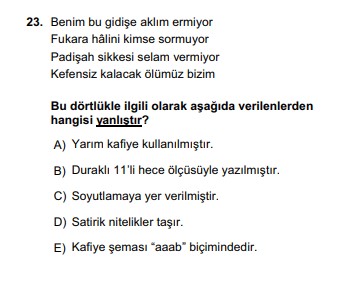 23. Benim bu gidişe aklım ermiyor
Fukara hâlini kimse sormuyor
Padişah sikkesi selam vermiyor
Kefensiz kalacak ölümüz bizim
Bu dörtlükle ilgili olarak aşağıda verilenlerden
hangisi yanlıştır?
A) Yarım kafiye kullanılmıştır.
B) Duraklı 11’li hece ölçüsüyle yazılmıştır.
C) Soyutlamaya yer verilmiştir.
D) Satirik nitelikler taşır.
E) Kafiye şeması “aaab” biçimindedir.